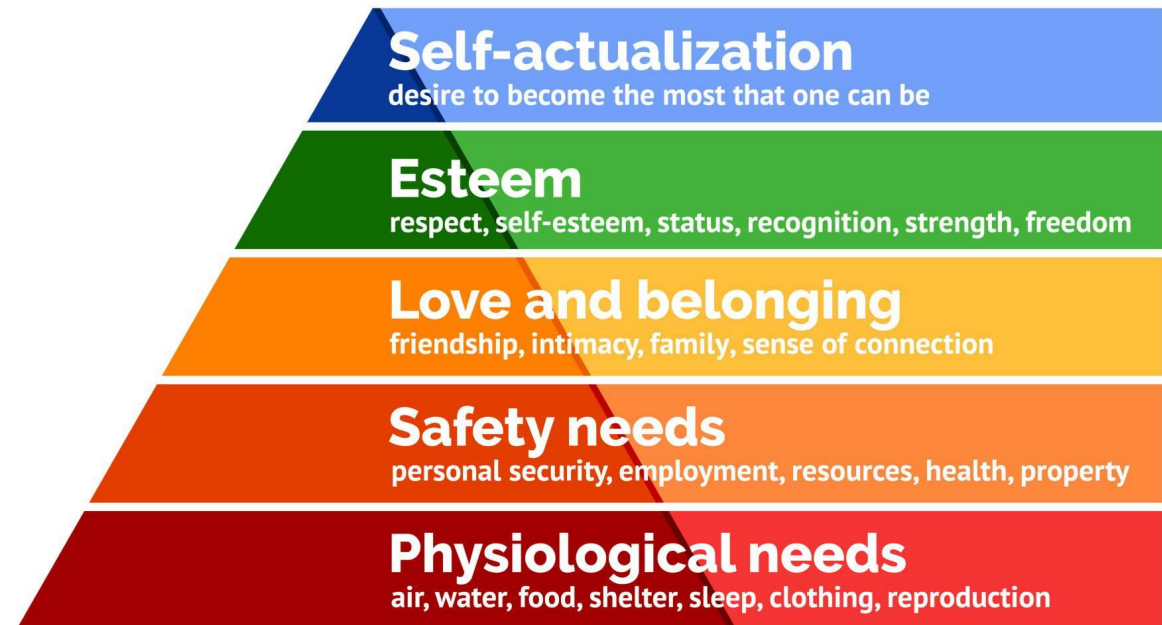 Self-actualization
desire to become the most that one can be
Esteem
respect, self-esteem, status, recognition, strength, freedom
Love and belonging
friendship, intimacy, family, sense of connection
Safety needs
personal security, employment, resources, health, property
Physiological needs
air, water, food, shelter, sleep, clothing, reproduction